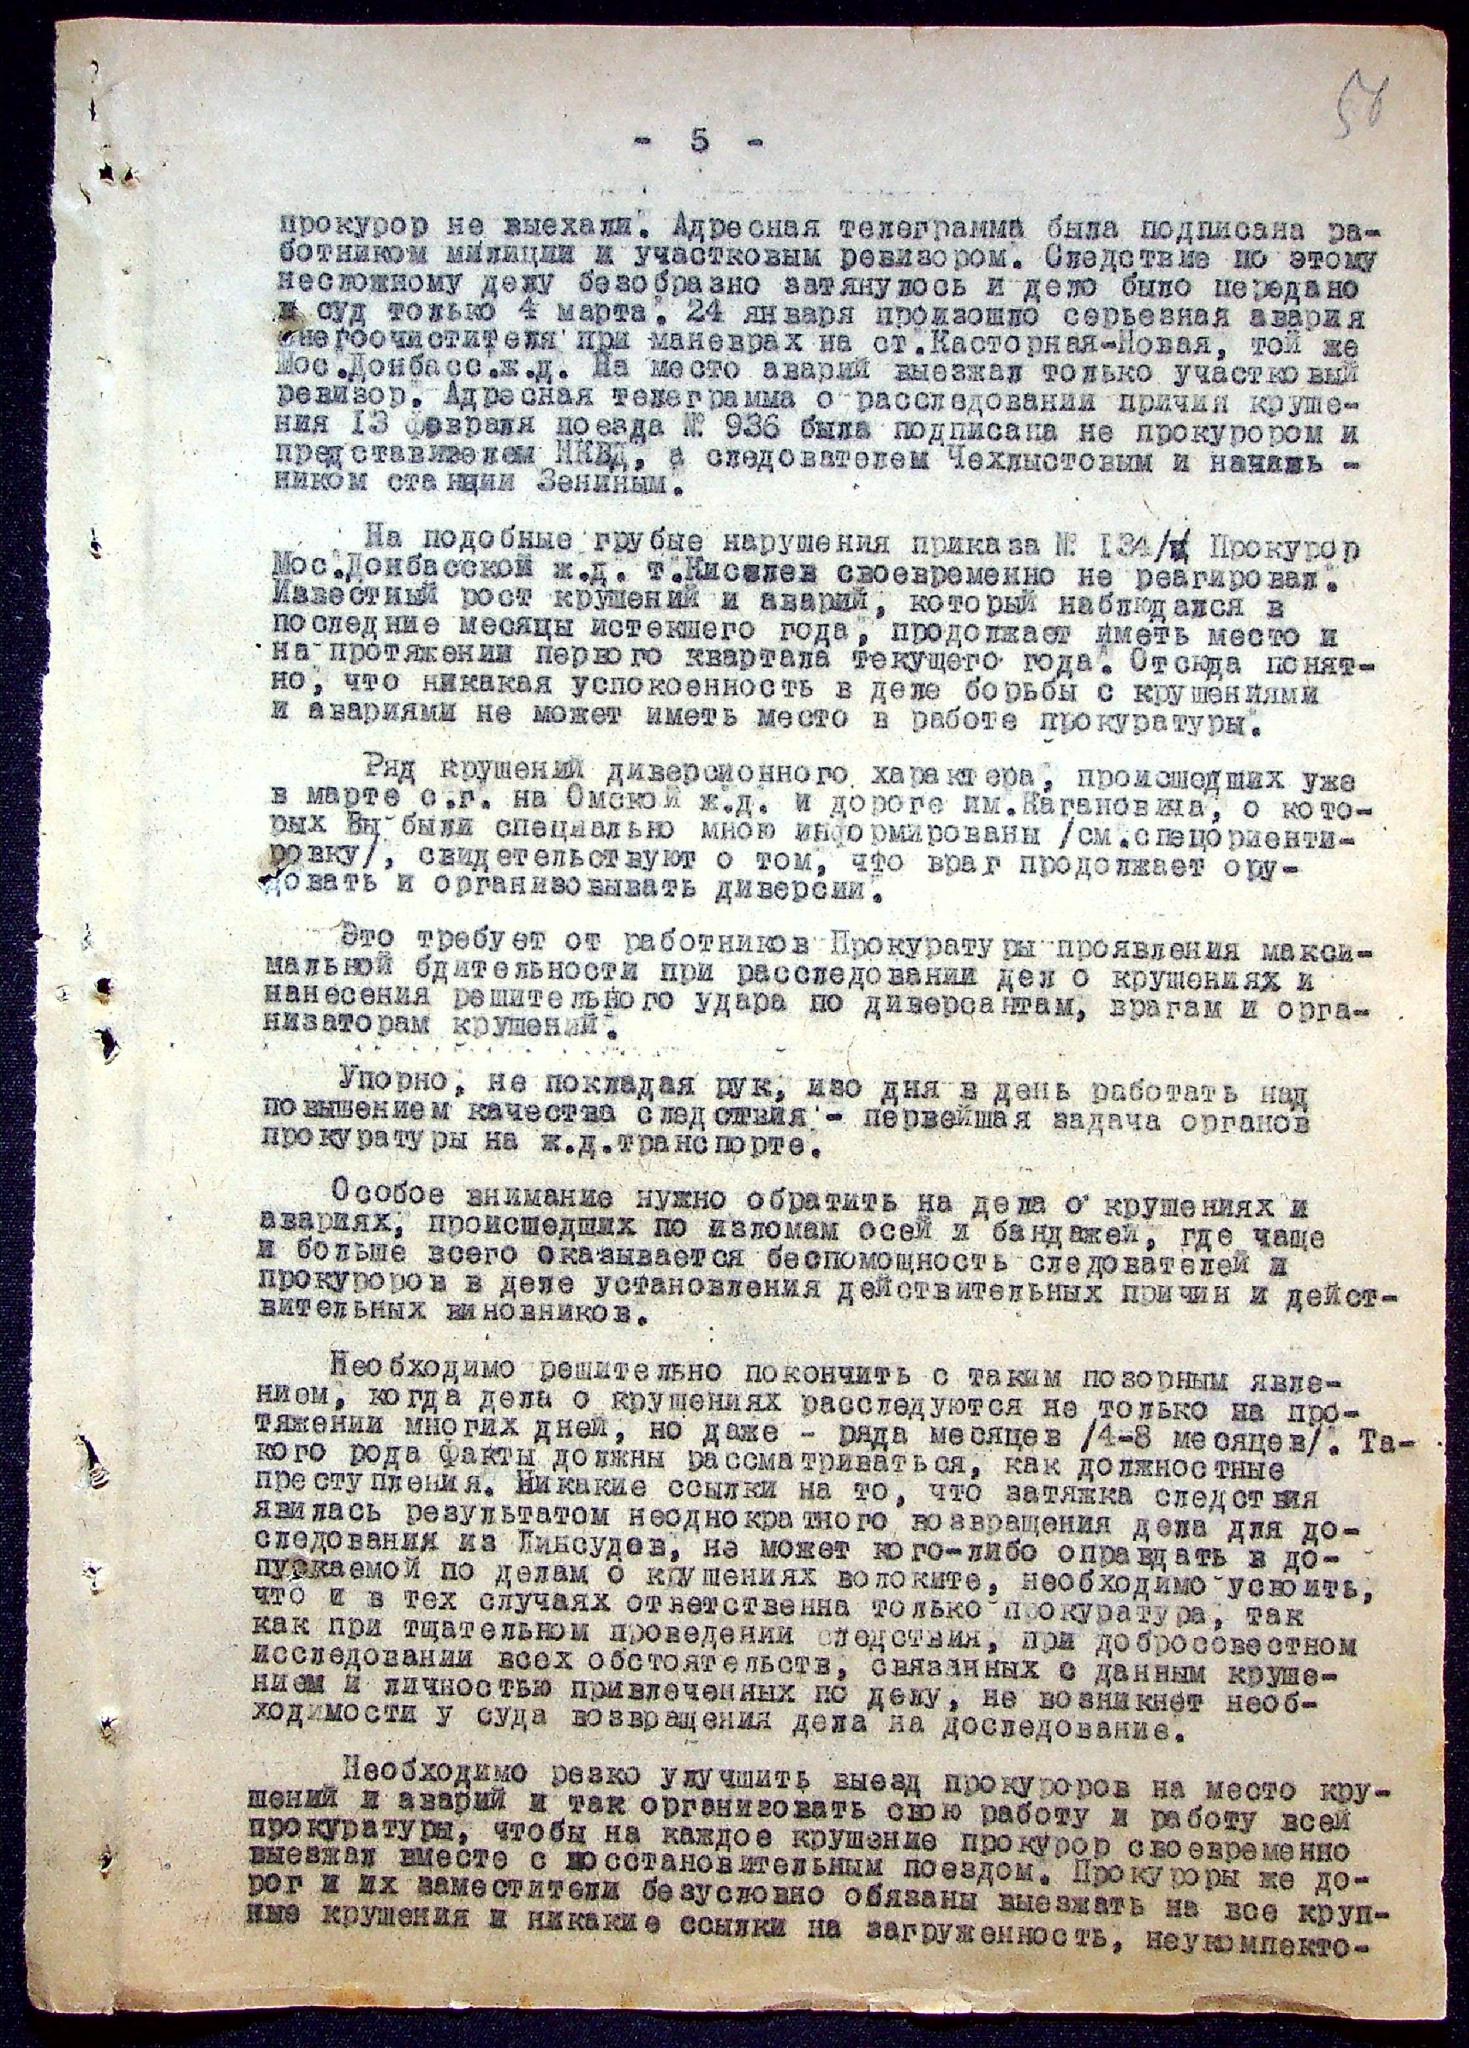 56
- 5 -
прокурор не выехали. Адресная телеграмма была подписана ра-
ботником милиции и участковым ревизором. Следствие по этому
несложному делу безобразно затянулось и дело было передано
в суд только 4 марта. 24 января произошло серьезная авария
снегоочистителя при маневрах на ст.Касторная-Новая, той же
Мос.Донбасс.ж.д. На место аварий выезжал только участковый
ревизор. Адресная телеграмма о расследовании причин круше-
ния 13 февраля поезда № 936 была подписана не прокурором и
представителем НКВД, а следователем Чехлыстовым и началь -
ником станции Зениным.
На подобные грубые нарушения приказа № 134/ц Прокурор
Мос.Донбасской ж.д. т.Киселев своевременно не реагировал.
Известный рост крушений и аварий, который наблюдался в
последние месяцы истекшего года, продолжает иметь место и
на протяжении первого квартала текущего года. Отсюда понят-
но, что никакая успокоенность в деле борьбы с крушениями
и авариями не может иметь место в работе прокуратуры.
Ряд крушений диверсионного характера, происшедших уже
в марте с.г. на Омской ж.д. и дороге им.Кагановича, о кото-
рых Вы были специально мною информированы /см.спецориенти-
ровку/, свидетельствуют о том, что враг продолжает ору-
довать и организовывать диверсии.
Это требует от работников Прокуратуры проявления макси-
мальной бдительности при расследовании дел о крушениях и
нанесения решительного удара по диверсантам, врагам и орга-
низаторам крушений.
Упорно, не покладая рук, изо дня в день работать над
повышением качества следствия - первейшая задача органов
прокуратуры на ж.д.транспорте.
Особое внимание нужно обратить на дела о крушениях и
авариях, происшедших по изломам осей и бандажей, где чаще
и больше всего сказывается беспомощность следователей и
прокуроров в деле установления действительных причин и дейст-
вительных виновников.
Необходимо решительно покончить с таким позорным явле-
нием, когда дела о крушениях расследуются не только на про-
тяжении многих дней, но даже - ряда месяцев /4-8 месяцев/. Та-
кого рода факты должны рассматриваться, как должностные
преступления. Никакие ссылки на то, что затяжка следствия
явилась результатом неоднократного возвращения дела для до-
следования из Линсудов, не может кого-либо оправдать в до-
пускаемой по делам о крушениях волоките, необходимо усвоить,
что и в тех случаях ответственна только прокуратура, так
как при тщательном проведении следствия, при добросовестном
исследовании всех обстоятельств, связанных с данным круше-
нием и личностью привлеченных по делу, не возникнет необ-
ходимости у суда возвращения дела на доследование.
Необходимо резко улучшить выезд прокуроров на место кру-
шений и аварий и так организовать свою работу и работу всей
прокуратуры, чтобы на каждое крушение прокурор своевременно
выезжал вместе с восстановительным поездом. Прокуроры же до-
рог и их заместители безусловно обязаны выезжать на все круп-
ные крушения и никакие ссылки на загруженность, неукомплекто-